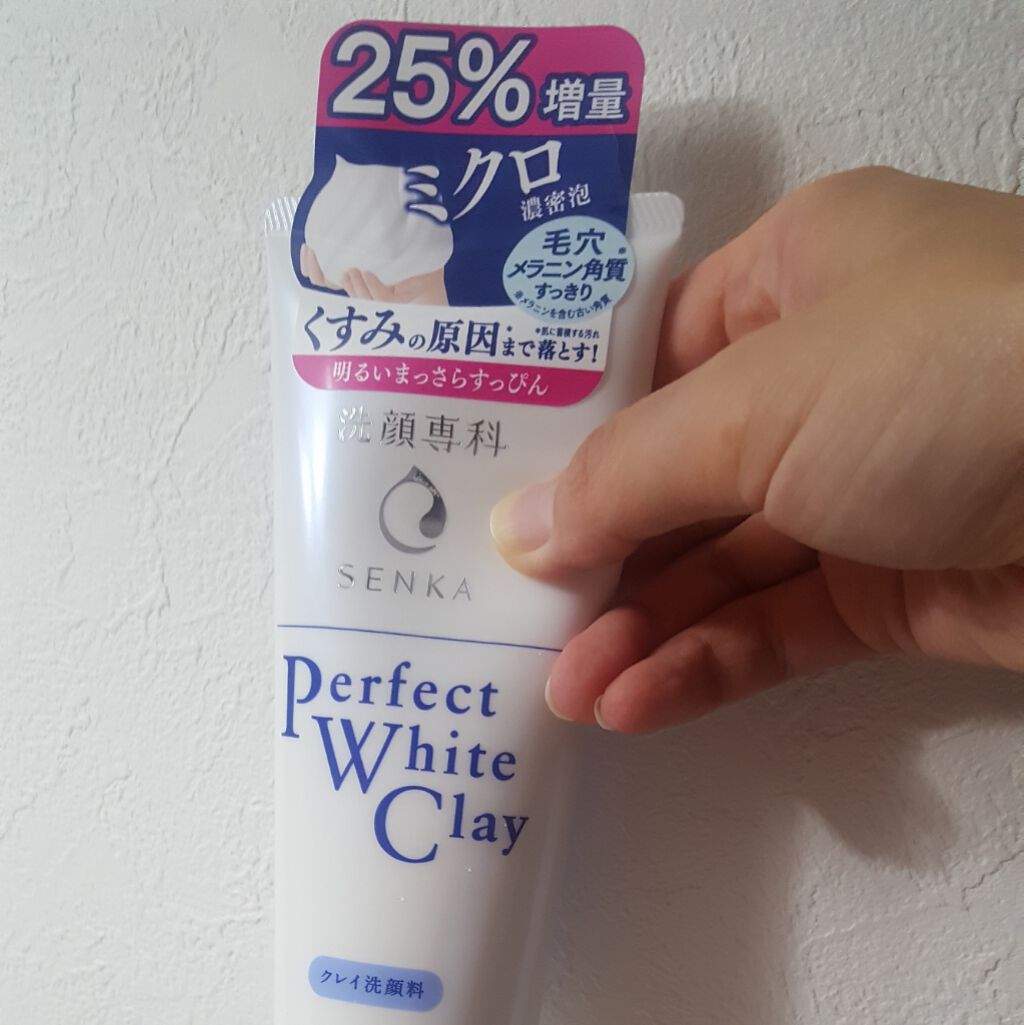 25%増量
ミクロ
濃密泡
毛穴
メラニン角質※
すっきり
※メラニンを含む古い角質
くすみの原因*まで落とす!
*肌に蓄積する汚れ
明るいまっさらすっぴん
洗顔専科
SENKA
Perfect
White
Clay
クレイ洗顔料